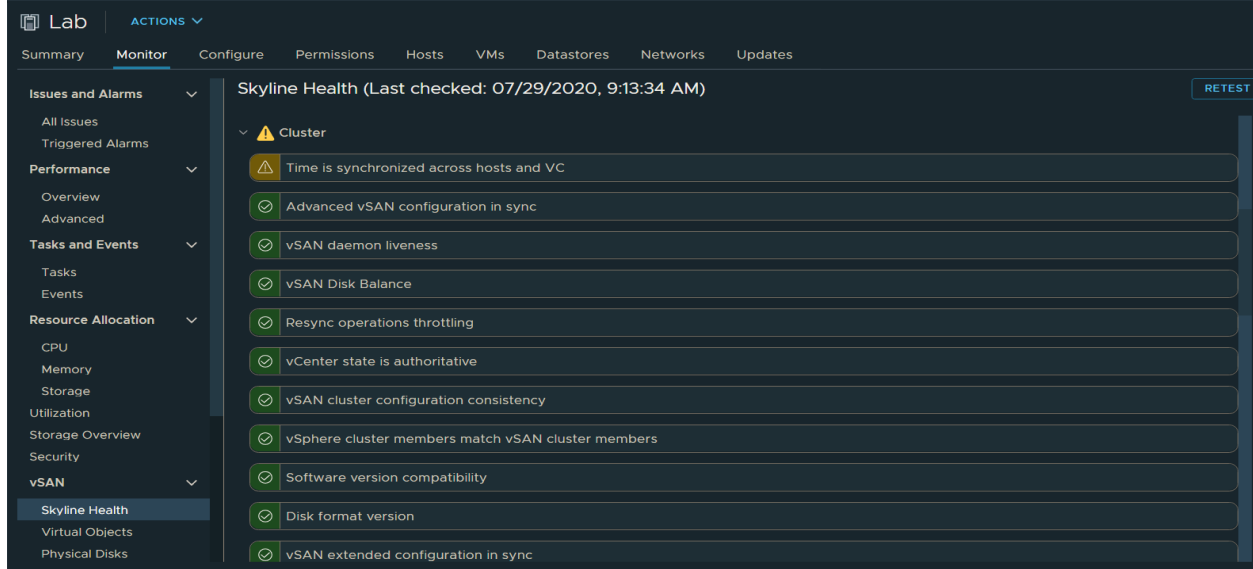 Lab
ACTIONS
Summary Monitor Configure Permissions Hosts VMs Datastores Networks Updates
Issues and Alarms
All Issues
Triggered Alarms
Performance
Overview
Advanced
Tasks and Events
Tasks
Events
Resource Allocation
CPU
Memory
Storage
Utilization
Storage Overview
Security
vSAN
Skyline Health
Virtual Objects
Physical Disks
Skyline Health (Last checked: 07/29/2020, 9:13:34 AM)
RETEST
Cluster
Time is synchronized across hosts and VC
Advanced vSAN configuration in sync
vSAN daemon liveness
vSAN Disk Balance
Resync operations throttling
vCenter state is authoritative
vSAN cluster configuration consistency
vSphere cluster members match vSAN cluster members
Software version compatibility
Disk format version
vSAN extended configuration in sync